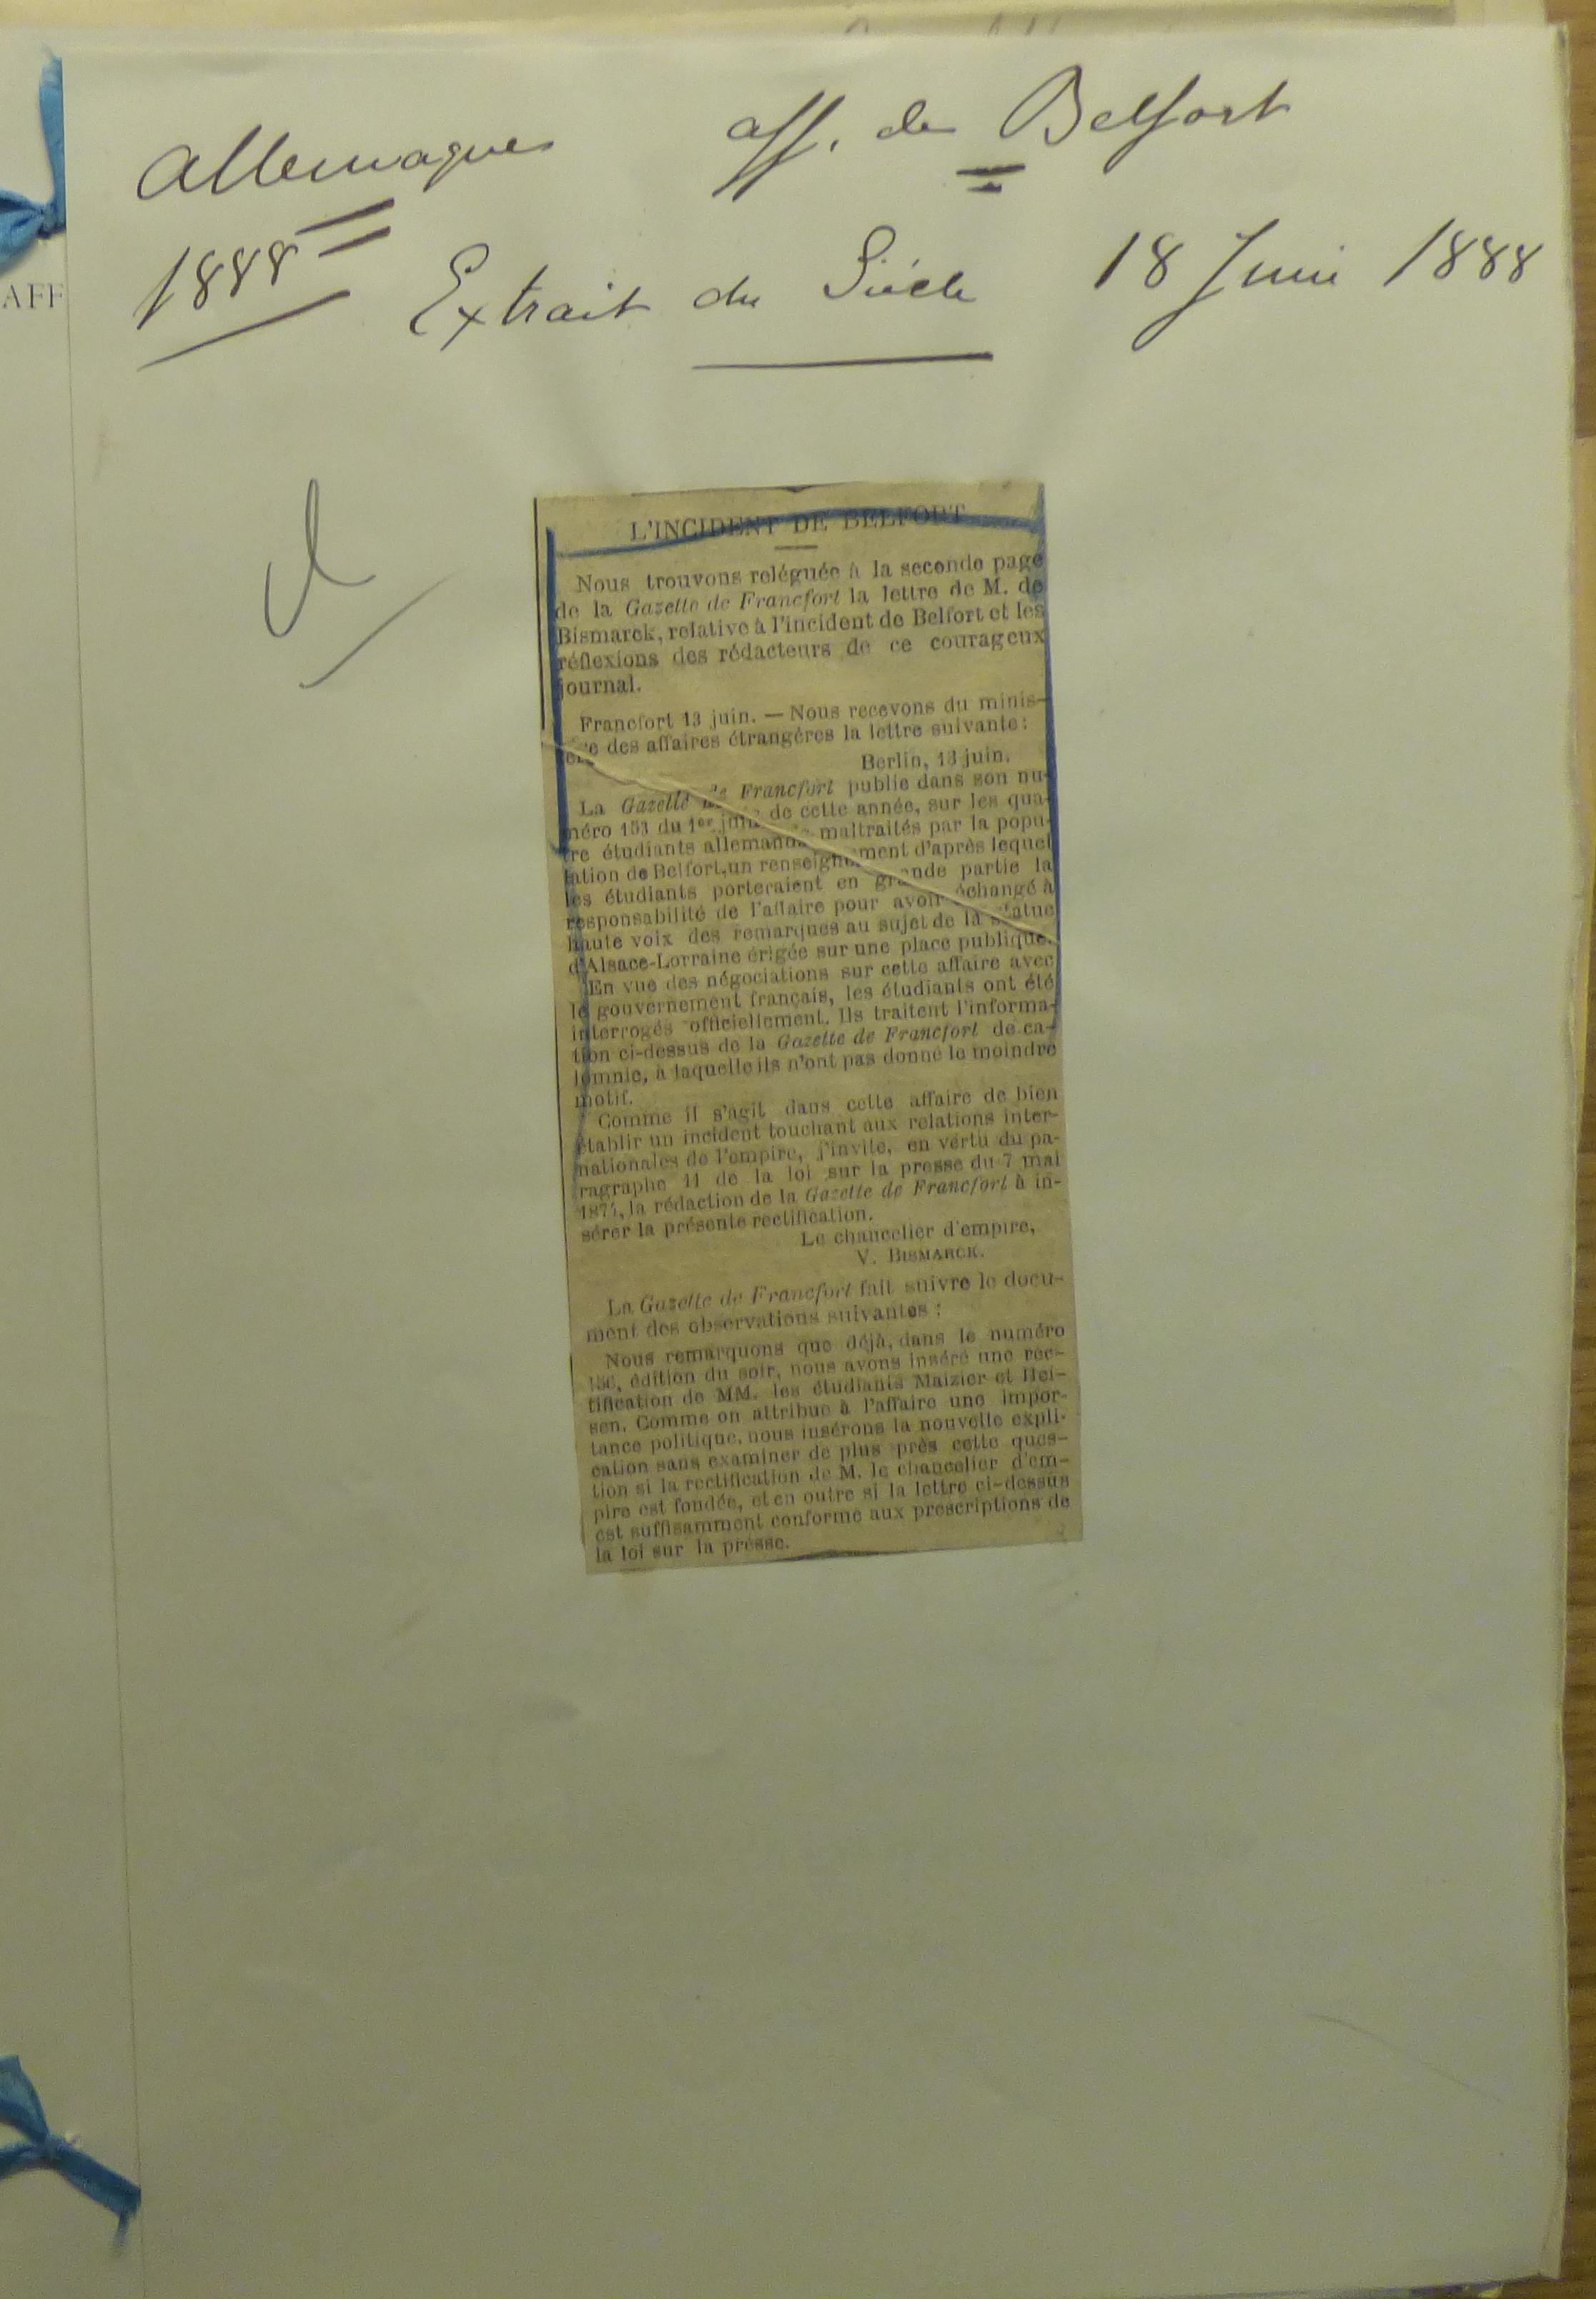 Allemagne aff. de Belfort
1888 Extrait du Siècle 18 Juin 1888
AFF
L'INCIDENT DE BELFORT
Nous trouvons reléguée à la seconde page
de la Gazette de Francfort la lettre de M. de
Bismarck, relative à l'incident de Belfort et les
réflexions des rédacteurs de ce courageux
journal.
Francfort 13 juin. — Nous recevons du minis-
des affaires étrangères la lettre suivante :
Berlin, 13 juin.
La Gazette de Francfort publie dans son nu-
méro 153 du 1er juin de cette année, sur les qua-
tre étudiants allemands maltraités par la popu-
lation de Belfort, un renseignement d'après lequel
les étudiants porteraient en grande partie la
responsabilité de l'affaire pour avoir échangé à
haute voix des remarques au sujet de la statue
d'Alsace-Lorraine érigée sur une place publique.
En vue des négociations sur cette affaire avec
le gouvernement français, les étudiants ont été
interrogés officiellement. Ils traitent l'informa-
tion ci-dessus de la Gazette de Francfort de ca-
lomnie, à laquelle ils n'ont pas donné le moindre
motif.
Comme il s'agit dans cette affaire de bien
établir un incident touchant aux relations inter-
nationales de l'empire, j'invite, en vertu du pa-
ragraphe 11 de la loi sur la presse du 7 mai
1874, la rédaction de la Gazette de Francfort à in-
sérer la présente rectification.
Le chancelier d'empire,
V. BISMARCK.
La Gazette de Francfort fait suivre le docu-
ment des observations suivantes :
Nous remarquons que déjà, dans le numéro
156, édition du soir, nous avons inséré une rec-
tification de MM. les étudiants Maizier et Hei-
sen. Comme on attribue à l'affaire une impor-
tance politique, nous insérons la nouvelle expli-
cation sans examiner de plus près cette ques-
tion si la rectification de M. le chancelier d'em-
pire est fondée, et en outre si la lettre ci-dessus
est suffisamment conforme aux prescriptions de
la loi sur la presse.